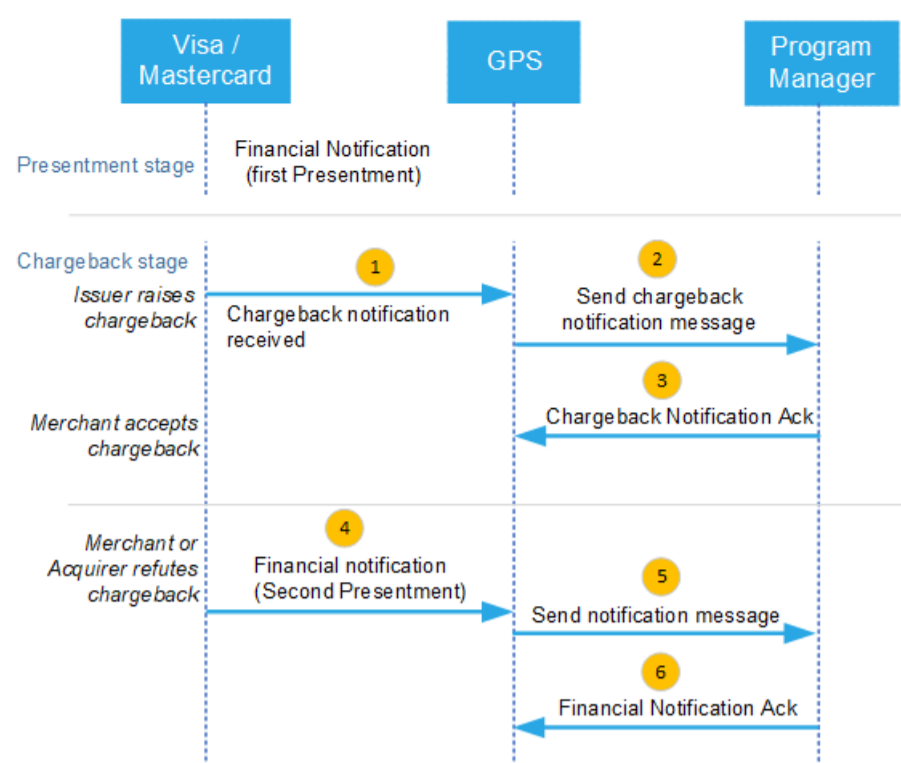 Visa /
Mastercard
GPS
Program
Manager
Presentment stage
Financial Notification
(first Presentment)
Chargeback stage
Issuer raises
chargeback
1
Chargeback notification
received
2
Send chargeback
notification message
3
Chargeback Notification Ack
Merchant accepts
chargeback
Merchant or
Acquirer refutes
chargeback
4
Financial notification
(Second Presentment)
5
Send notification message
6
Financial Notification Ack